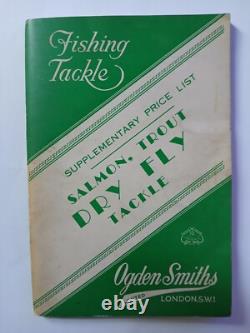 Fishing
Tackle
SUPPLEMENTARY PRICE LIST
SALMON, TROUT
DRY FLY
TACKLE
Ogden Smiths
LONDON, S.W.1.